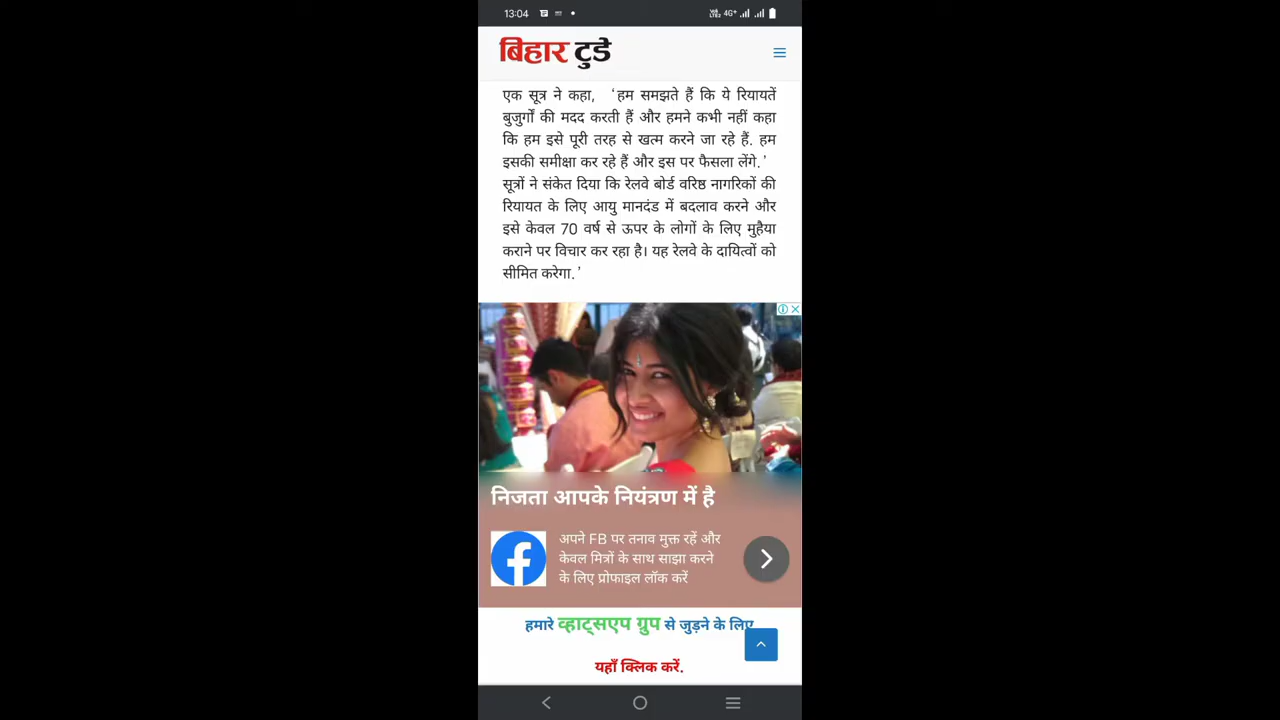 13:04
4G+
बिहार टुडे
एक सूत्र ने कहा, ‘हम समझते हैं कि ये रियायतें
बुजुर्गों की मदद करती हैं और हमने कभी नहीं कहा
कि हम इसे पूरी तरह से खत्म करने जा रहे हैं. हम
इसकी समीक्षा कर रहे हैं और इस पर फैसला लेंगे.’
सूत्रों ने संकेत दिया कि रेलवे बोर्ड वरिष्ठ नागरिकों की
रियायत के लिए आयु मानदंड में बदलाव करने और
इसे केवल 70 वर्ष से ऊपर के लोगों के लिए मुहैया
कराने पर विचार कर रहा है। यह रेलवे के दायित्वों को
सीमित करेगा.’
निजता आपके नियंत्रण में है
अपने FB पर तनाव मुक्त रहें और
केवल मित्रों के साथ साझा करने
के लिए प्रोफाइल लॉक करें
हमारे व्हाट्सएप ग्रुप से जुड़ने के लिए
यहाँ क्लिक करें.